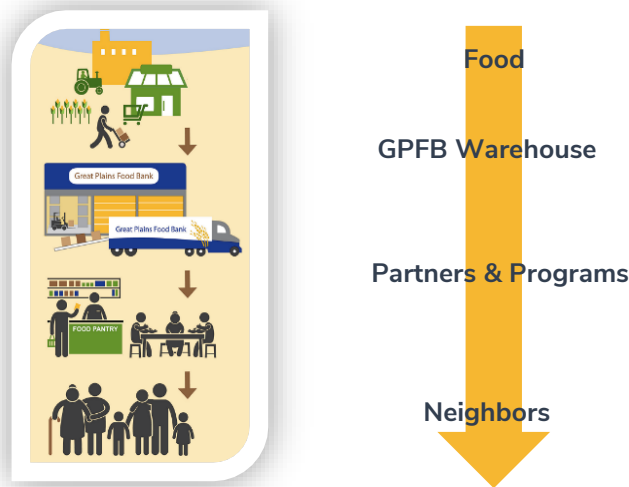 Great Plains Food Bank
Great Plains Food Bank
FOOD PANTRY
Food
GPFB Warehouse
Partners & Programs
Neighbors